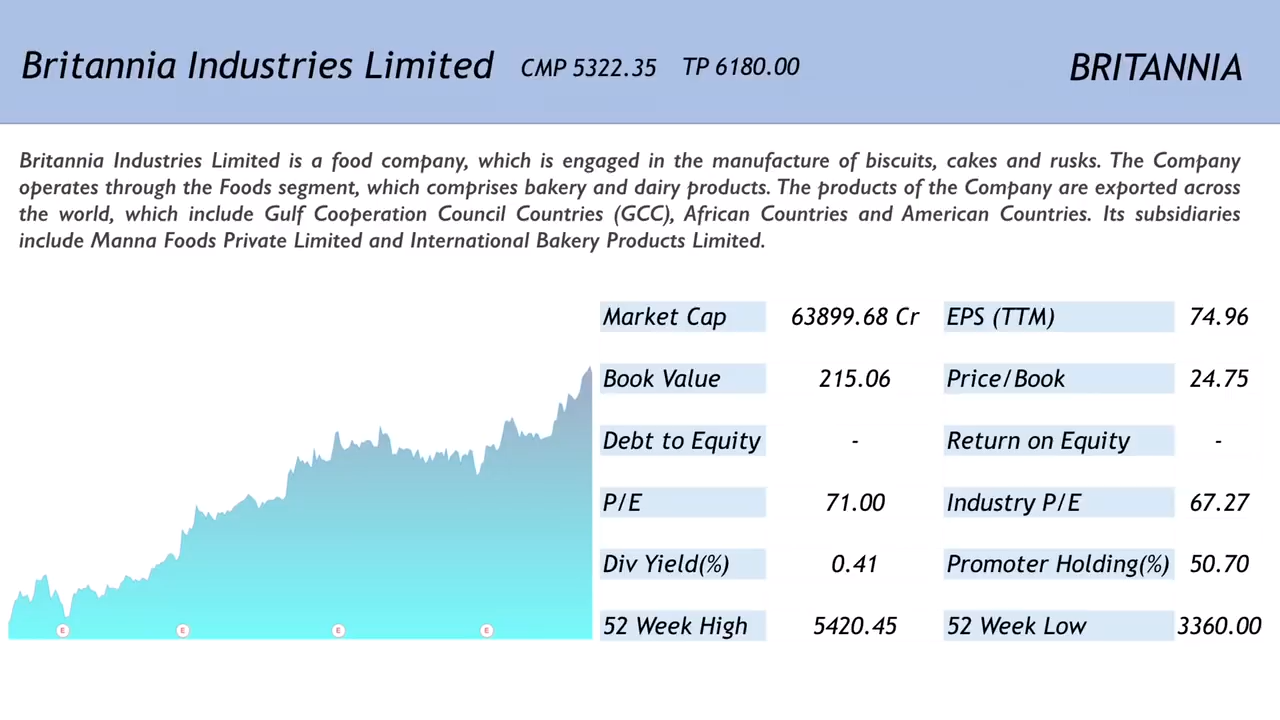 Britannia Industries Limited CMP 5322.35 TP 6180.00 BRITANNIA
Britannia Industries Limited is a food company, which is engaged in the manufacture of biscuits, cakes and rusks. The Company
operates through the Foods segment, which comprises bakery and dairy products. The products of the Company are exported across
the world, which include Gulf Cooperation Council Countries (GCC), African Countries and American Countries. Its subsidiaries
include Manna Foods Private Limited and International Bakery Products Limited.
Market Cap 63899.68 Cr EPS (TTM) 74.96
Book Value 215.06 Price/Book 24.75
Debt to Equity - Return on Equity -
P/E 71.00 Industry P/E 67.27
Div Yield(%) 0.41 Promoter Holding(%) 50.70
52 Week High 5420.45 52 Week Low 3360.00
E E E E